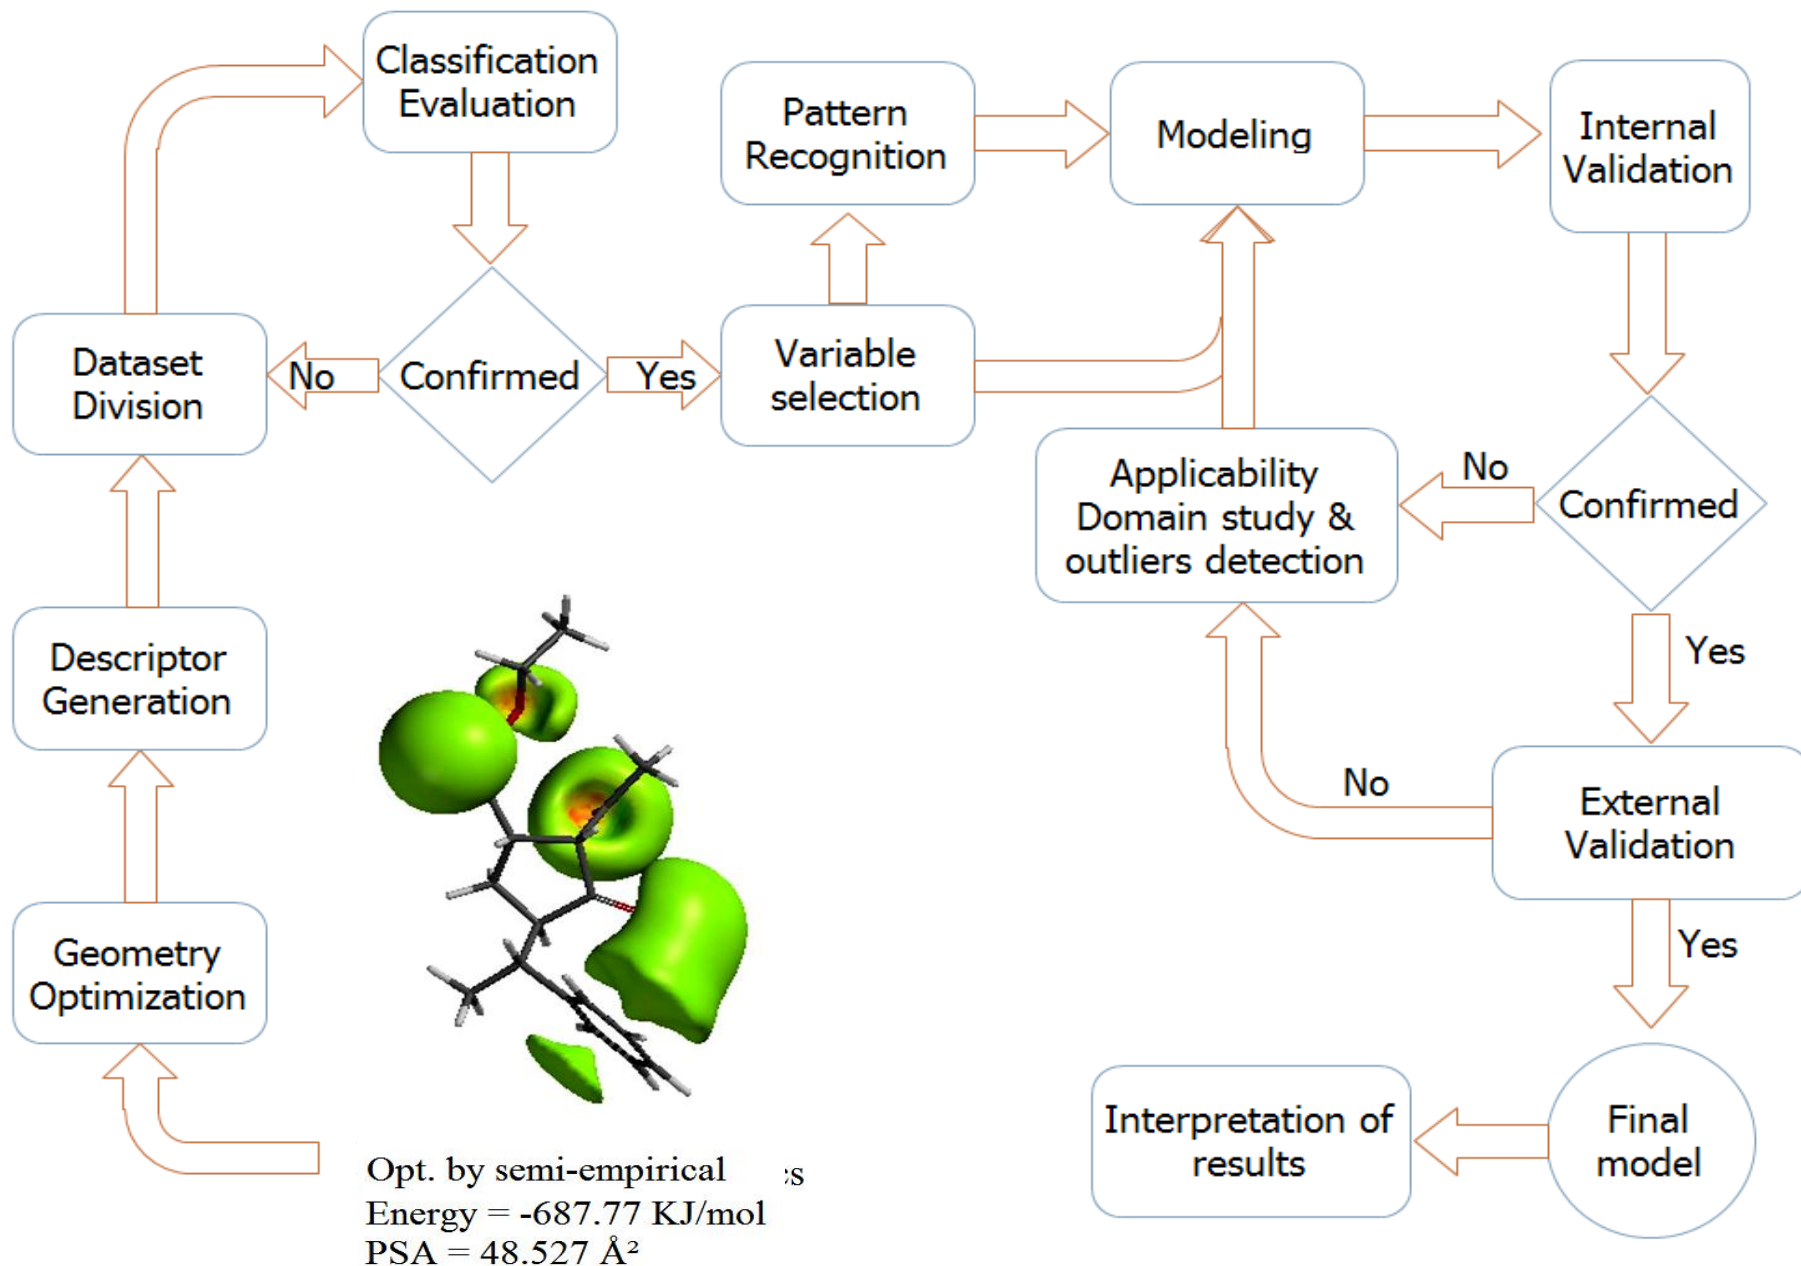 Classification
Evaluation
Pattern
Recognition
Modeling
Internal
Validation
Dataset
Division
No
Confirmed
Yes
Variable
selection
Applicability
Domain study &
outliers detection
No
Confirmed
Yes
Descriptor
Generation
No
External
Validation
Yes
Geometry
Optimization
Interpretation of
results
Final
model
Opt. by semi-empirical
Energy = -687.77 KJ/mol
PSA = 48.527 Å²